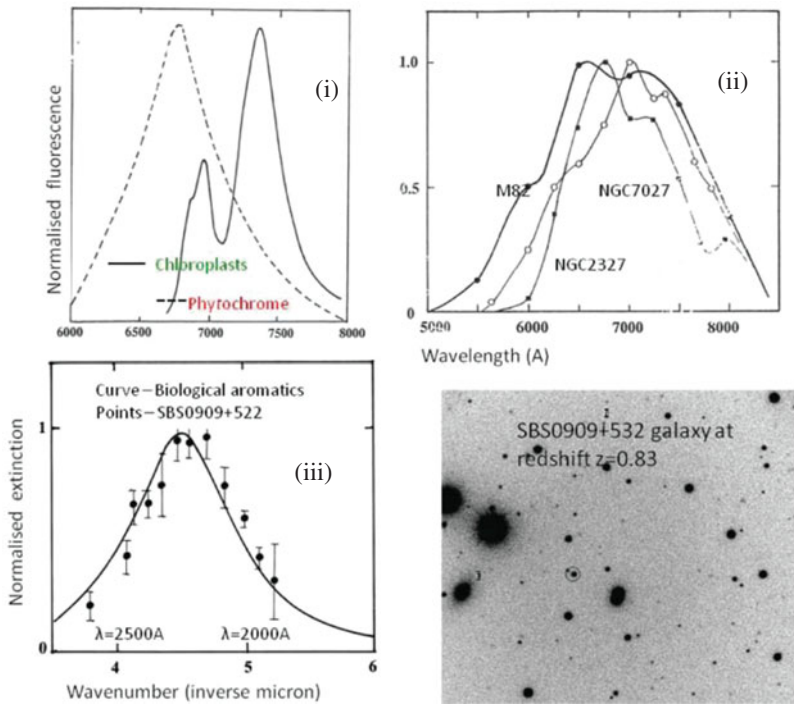 Normalised fluorescence
(i)
Chloroplasts
Phytochrome
6000 6500 7000 7500 8000
(ii)
1.0
0.5
0
M82
NGC7027
NGC2327
5000 6000 7000 8000
Wavelength (A)
Normalised extinction
1
0
Curve–Biological aromatics
Points–SBS0909+522
(iii)
λ=2500A λ=2000A
4 5 6
Wavenumber (inverse micron)
SBS0909+532 galaxy at
redshift z=0.83